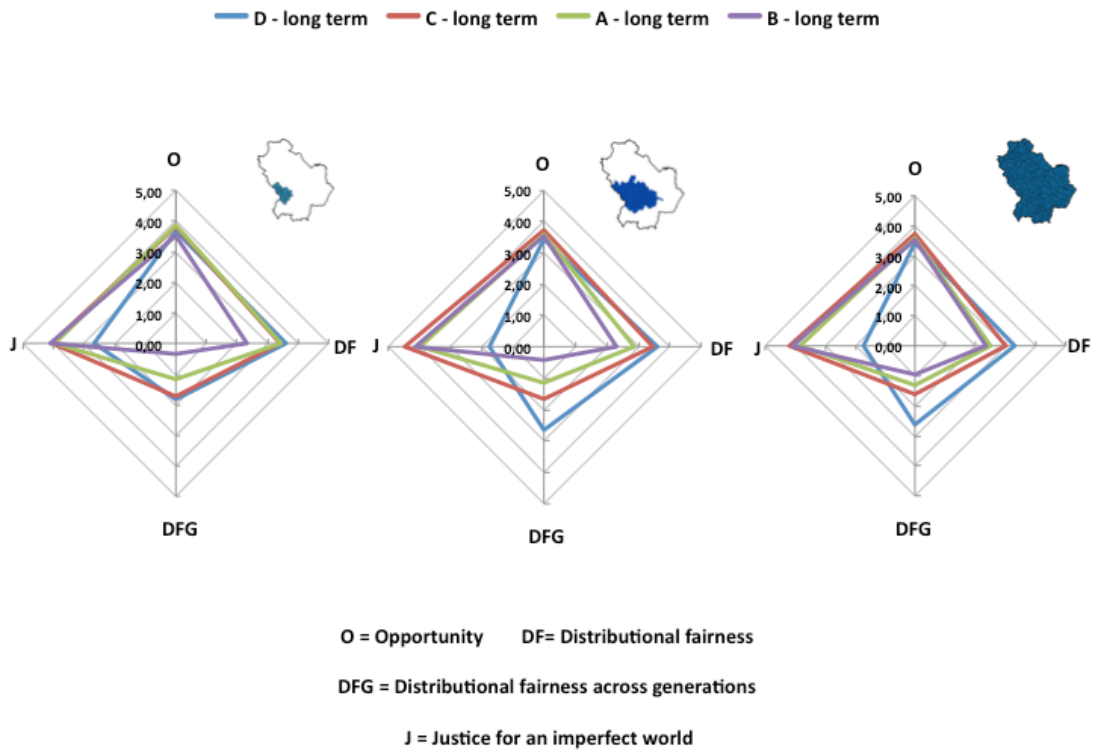 D - long term C - long term A - long term B - long term
O
5,00
4,00
3,00
2,00
1,00
0,00
J
DF
DFG
O
5,00
4,00
3,00
2,00
1,00
0,00
J
DF
DFG
O
5,00
4,00
3,00
2,00
1,00
0,00
J
DF
DFG
O = Opportunity DF= Distributional fairness
DFG = Distributional fairness across generations
J = Justice for an imperfect world